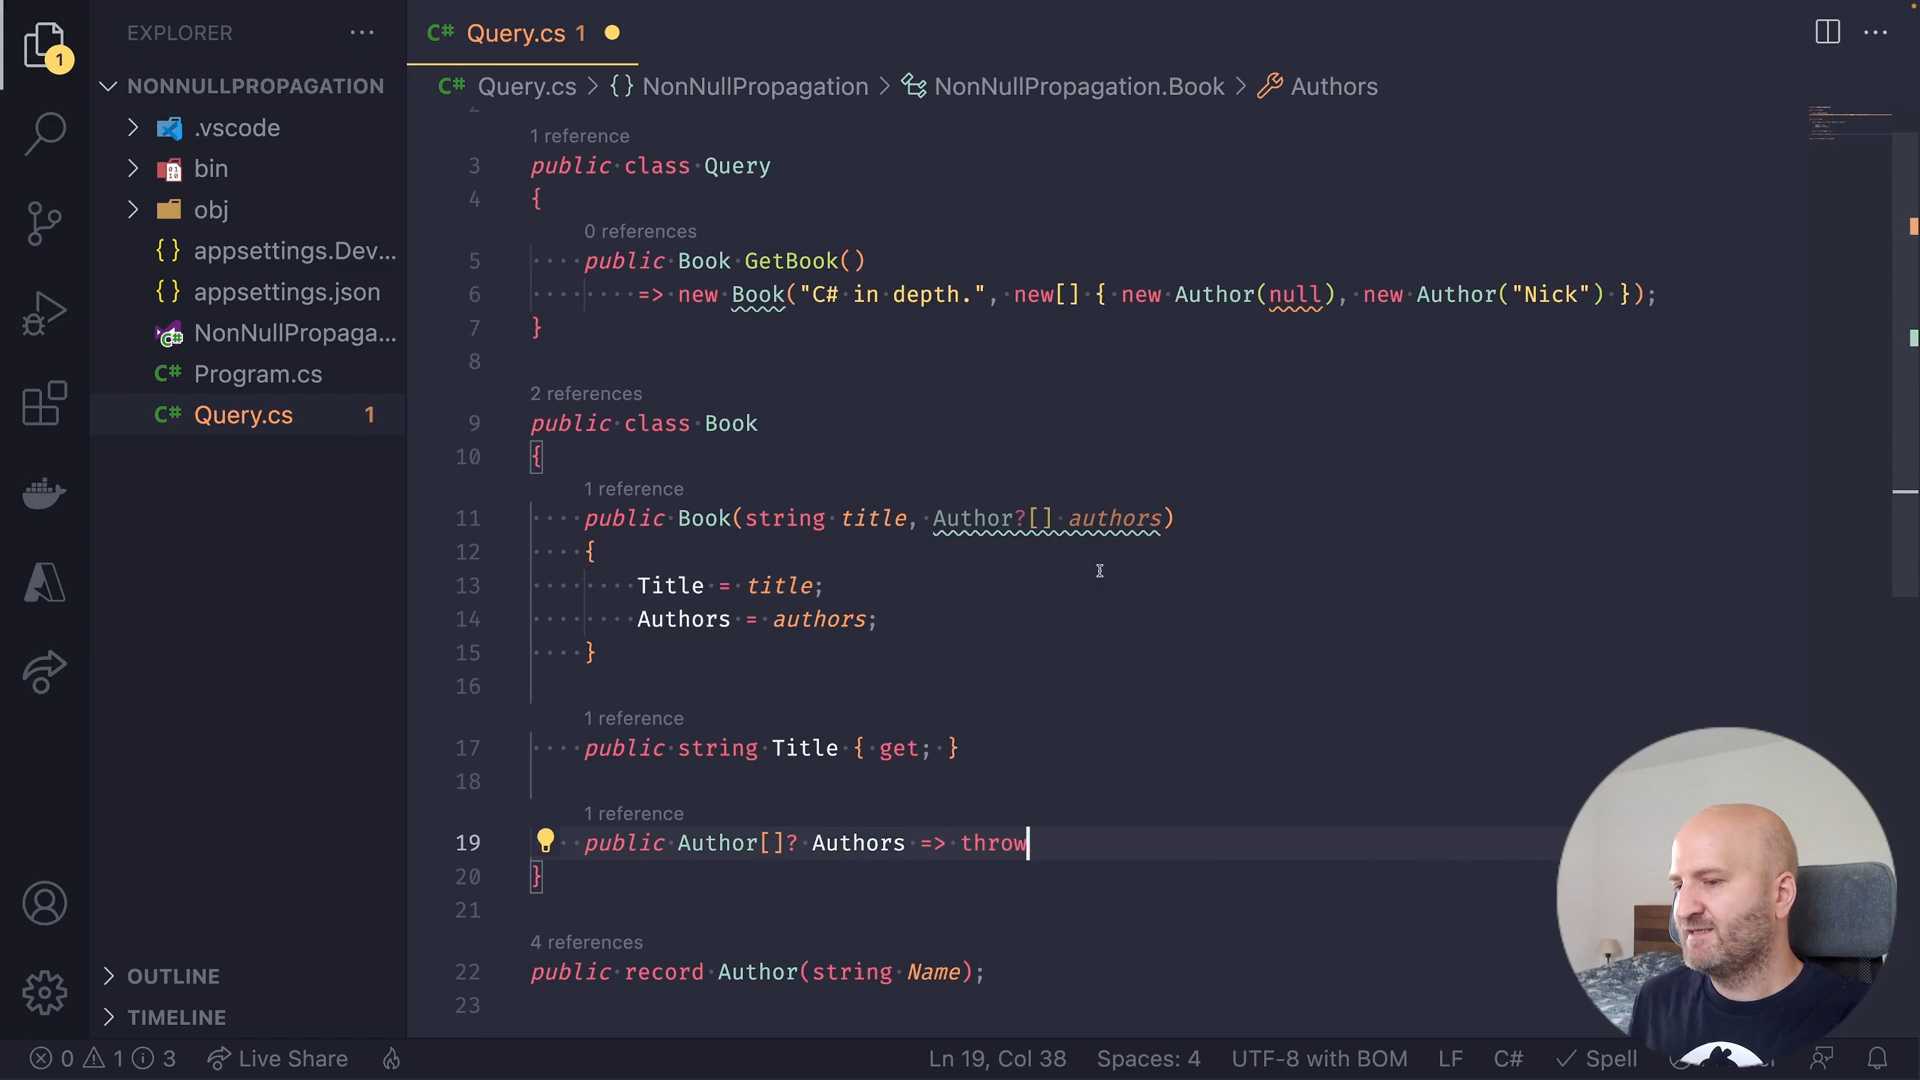 EXPLORER
Query.cs 1
1
NONNULLPROPAGATION
Query.cs > {} NonNullPropagation > NonNullPropagation.Book > Authors
.vscode
bin
obj
appsettings.Dev...
appsettings.json
NonNullPropaga...
C# Program.cs
C# Query.cs 1
OUTLINE
TIMELINE
2
1 reference
3 public class Query
4 {
0 references
5 public Book GetBook()
6 => new Book("C# in depth.", new[] { new Author(null), new Author("Nick") });
7 }
8
2 references
9 public class Book
10 {
1 reference
11 public Book(string title, Author?[] authors)
12 {
13 Title = title;
14 Authors = authors;
15 }
16
1 reference
17 public string Title { get; }
18
1 reference
19 public Author[]? Authors => throw
20 }
21
4 references
22 public record Author(string Name);
23
0 1 3 Live Share Ln 19, Col 38 Spaces: 4 UTF-8 with BOM LF C# Spell